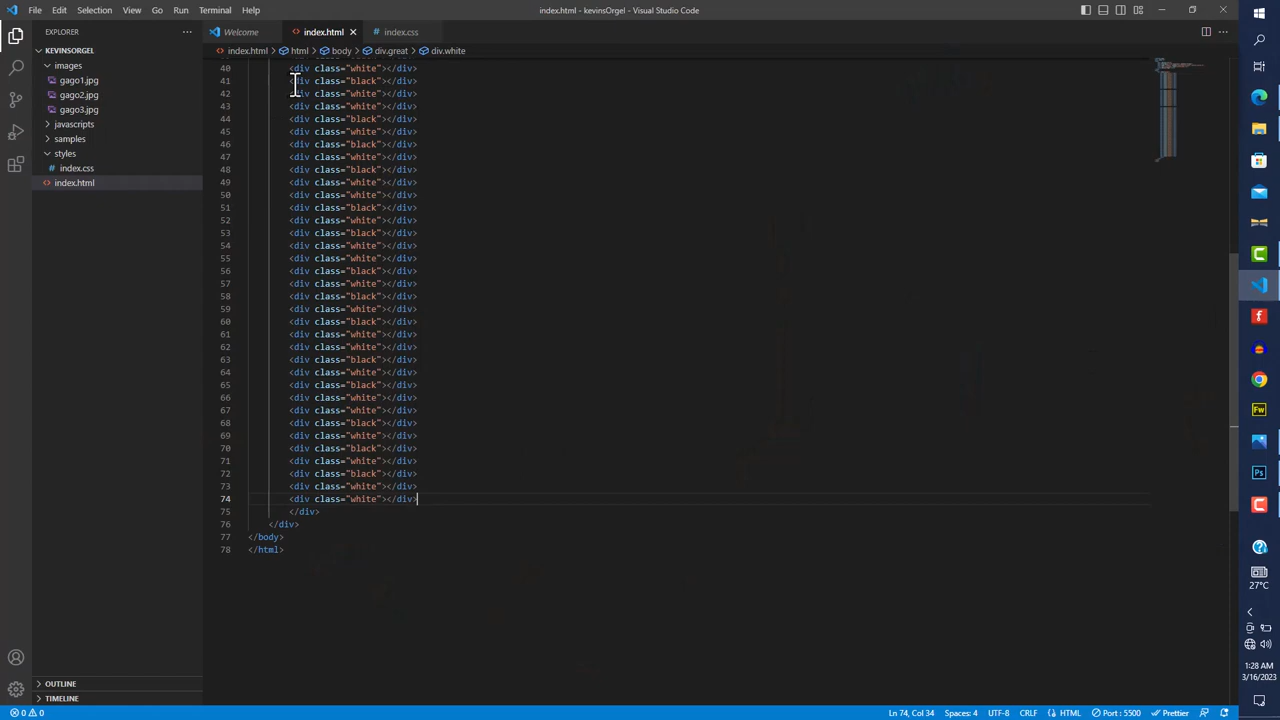 File Edit Selection View Go Run Terminal Help
index.html - kevinsOrgel - Visual Studio Code
EXPLORER
KEVINSORGEL
images
gago1.jpg
gago2.jpg
gago3.jpg
javascripts
samples
styles
index.css
index.html
OUTLINE
TIMELINE
Welcome index.html index.css
index.html > html > body > div.great > div.white
40 <div class="white"></div>
41 <div class="black"></div>
42 <div class="white"></div>
43 <div class="white"></div>
44 <div class="black"></div>
45 <div class="white"></div>
46 <div class="black"></div>
47 <div class="white"></div>
48 <div class="black"></div>
49 <div class="white"></div>
50 <div class="white"></div>
51 <div class="black"></div>
52 <div class="white"></div>
53 <div class="black"></div>
54 <div class="white"></div>
55 <div class="white"></div>
56 <div class="black"></div>
57 <div class="white"></div>
58 <div class="black"></div>
59 <div class="white"></div>
60 <div class="black"></div>
61 <div class="white"></div>
62 <div class="white"></div>
63 <div class="black"></div>
64 <div class="white"></div>
65 <div class="black"></div>
66 <div class="white"></div>
67 <div class="white"></div>
68 <div class="black"></div>
69 <div class="white"></div>
70 <div class="black"></div>
71 <div class="white"></div>
72 <div class="black"></div>
73 <div class="white"></div>
74 <div class="white"></div>
75 </div>
76 </div>
77 </body>
78 </html>
0 0
Ln 74, Col 34 Spaces: 4 UTF-8 CRLF HTML Port : 5500 Prettier
Fw
Ps
27°C
1:28 AM
3/16/2023